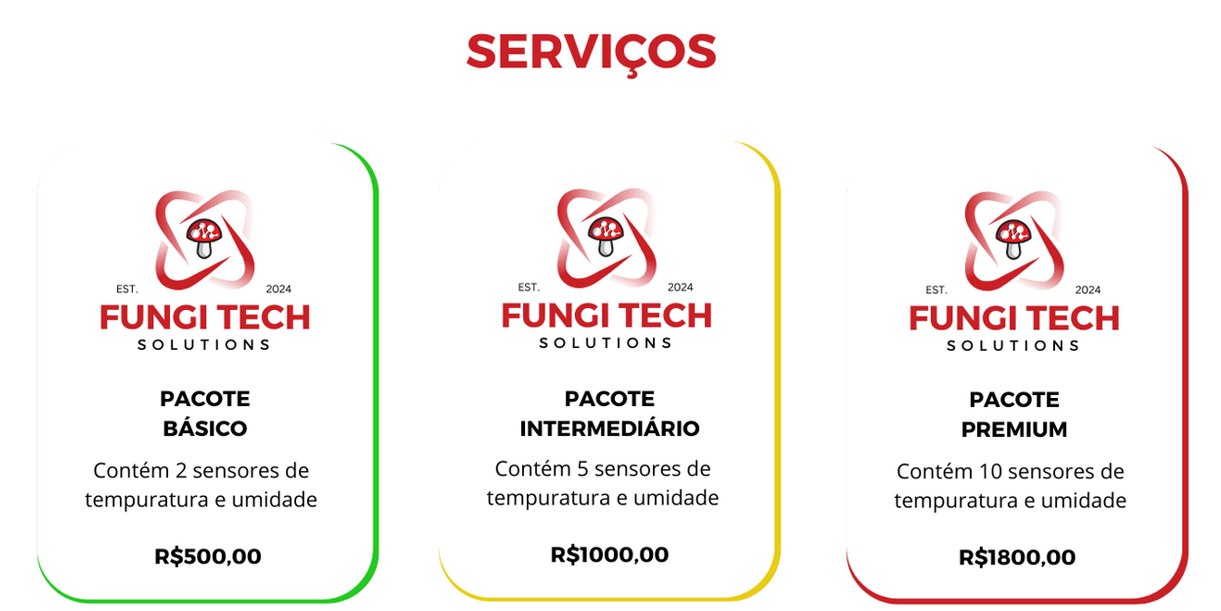 SERVIÇOS
EST. 2024
FUNGI TECH
SOLUTIONS
PACOTE
BÁSICO
Contém 2 sensores de
tempuratura e umidade
R$500,00
EST. 2024
FUNGI TECH
SOLUTIONS
PACOTE
INTERMEDIÁRIO
Contém 5 sensores de
tempuratura e umidade
R$1000,00
EST. 2024
FUNGI TECH
SOLUTIONS
PACOTE
PREMIUM
Contém 10 sensores de
tempuratura e umidade
R$1800,00